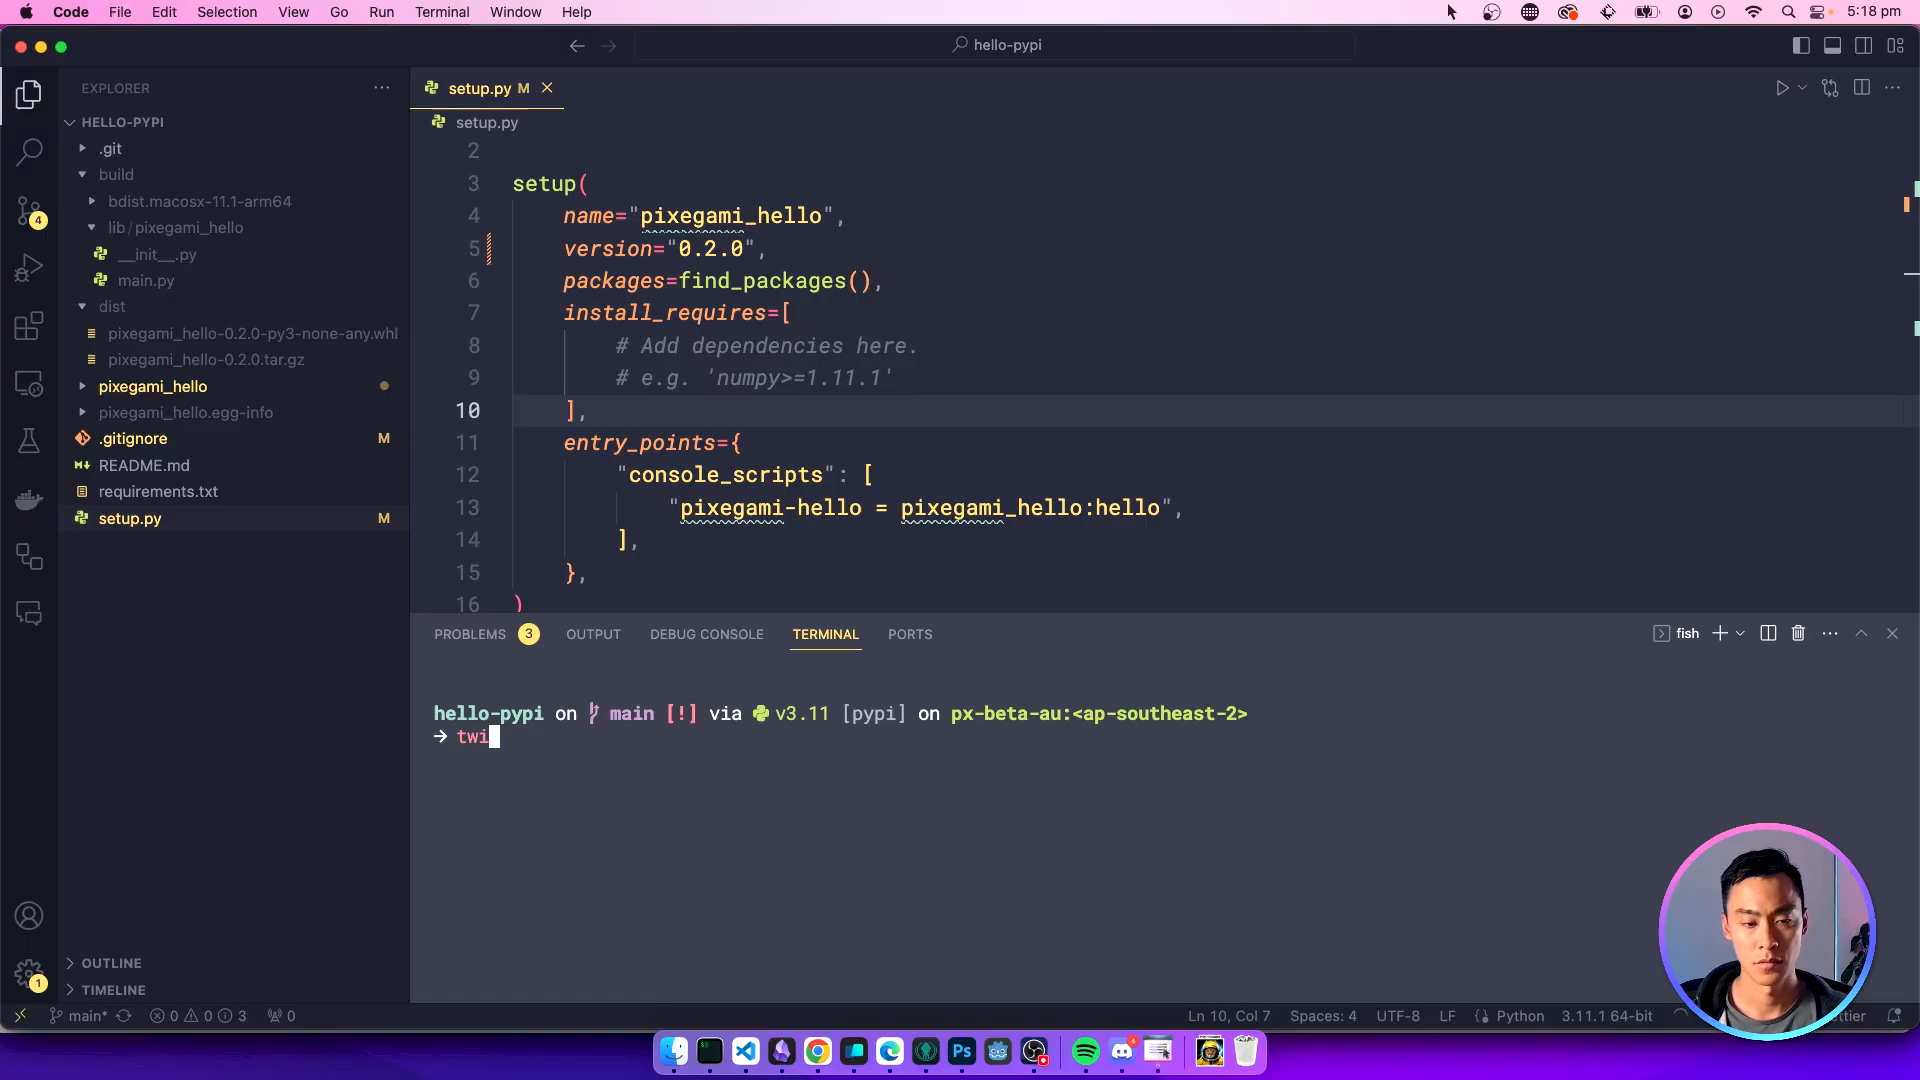 Code File Edit Selection View Go Run Terminal Window Help
5:18 pm
hello-pypi
EXPLORER
HELLO-PYPI
.git
build
bdist.macosx-11.1-arm64
lib/pixegami_hello
__init__.py
main.py
dist
pixegami_hello-0.2.0-py3-none-any.whl
pixegami_hello-0.2.0.tar.gz
pixegami_hello
pixegami_hello.egg-info
.gitignore M
README.md
requirements.txt
setup.py M
OUTLINE
TIMELINE
4
1
setup.py M
setup.py
2
3 setup(
4 name="pixegami_hello",
5 version="0.2.0",
6 packages=find_packages(),
7 install_requires=[
8 # Add dependencies here.
9 # e.g. 'numpy>=1.11.1'
10 ],
11 entry_points={
12 "console_scripts": [
13 "pixegami-hello = pixegami_hello:hello",
14 ],
15 },
16 )
PROBLEMS 3 OUTPUT DEBUG CONSOLE TERMINAL PORTS
fish
hello-pypi on main [!] via v3.11 [pypi] on px-beta-au:<ap-southeast-2>
→ twi
main* 0 0 3 0
Ln 10, Col 7 Spaces: 4 UTF-8 LF Python 3.11.1 64-bit
Ps
4